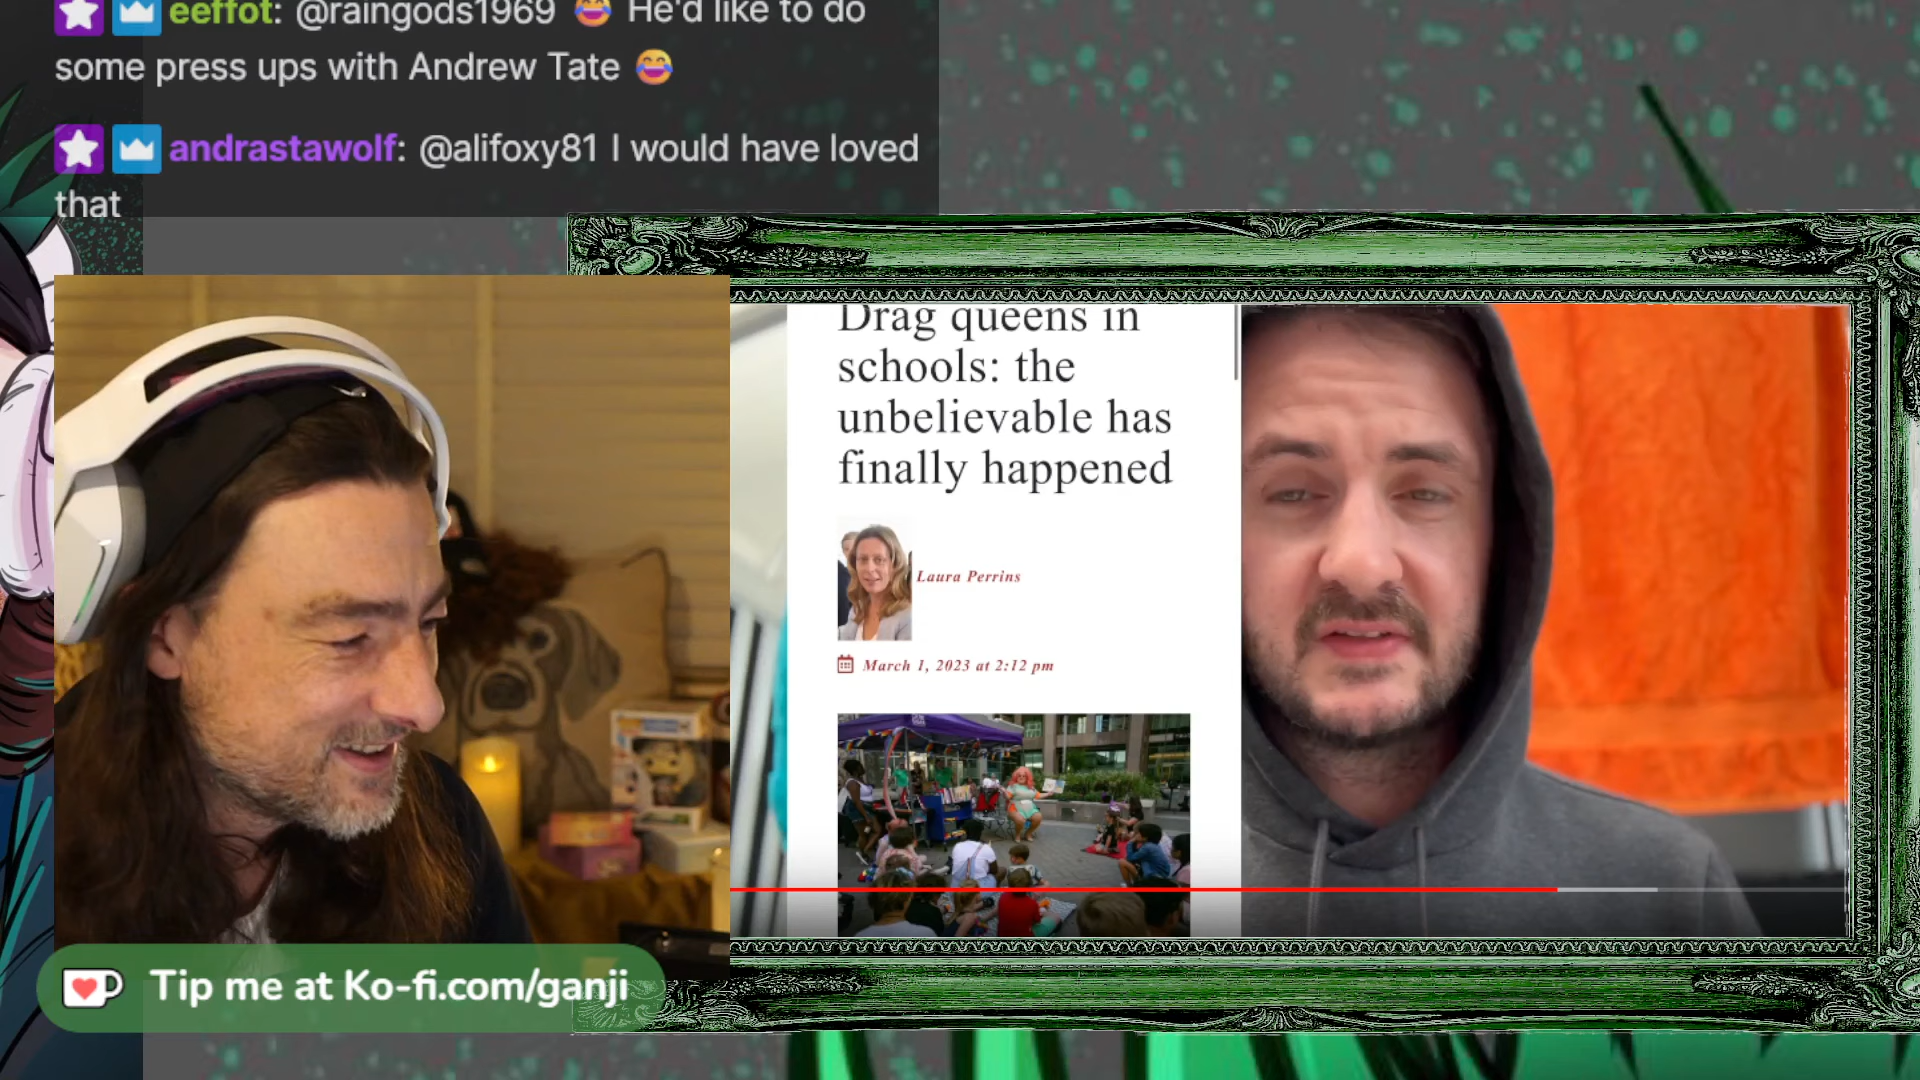 eeffot: @raingods1969 😂 He'd like to do
some press ups with Andrew Tate 😂
andrastawolf: @alifoxy81 I would have loved
that
Drag queens in
schools: the
unbelievable has
finally happened
Laura Perrins
March 1, 2023 at 2:12 pm
Tip me at Ko-fi.com/ganji